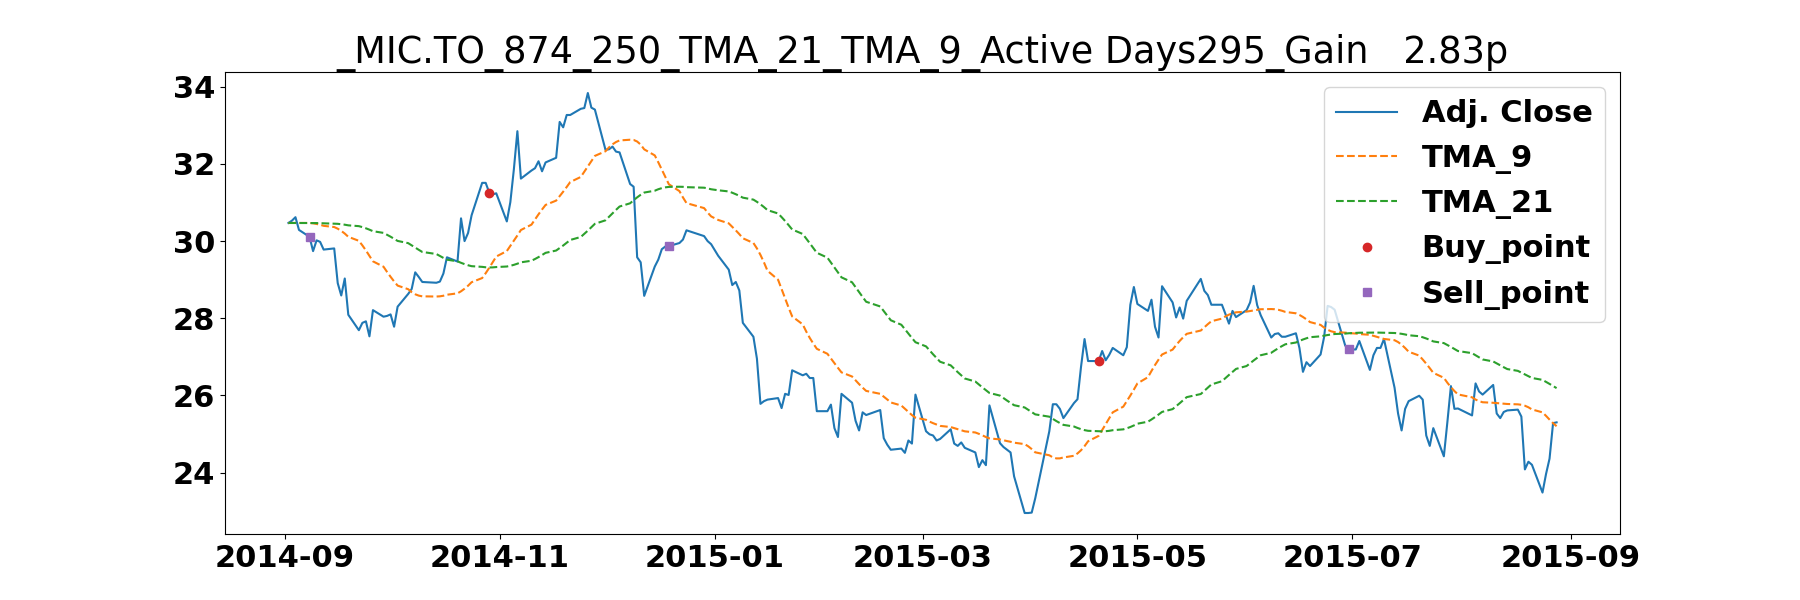 _MIC.TO_874_250_TMA_21_TMA_9_Active Days295_Gain   2.83p
34
32
30
28
26
24
Adj. Close
TMA_9
TMA_21
Buy_point
Sell_point
2014-09 2014-11 2015-01 2015-03 2015-05 2015-07 2015-09